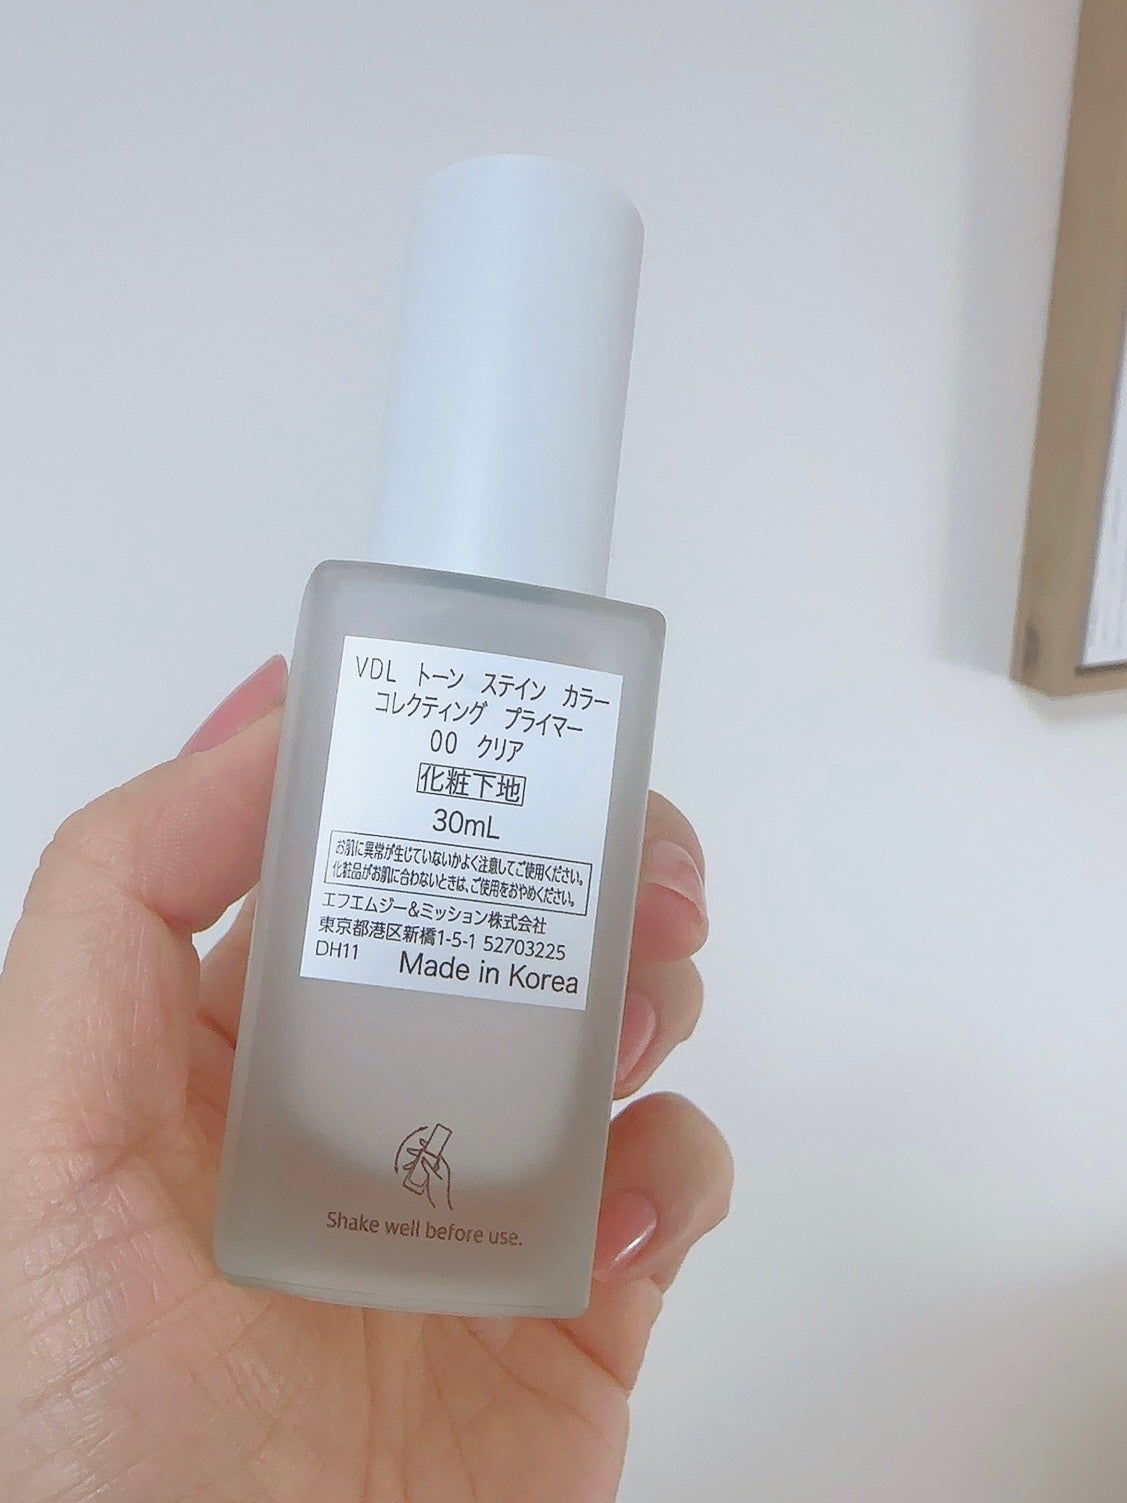 VDL トーン ステイン カラー
コレクティング プライマー
00 クリア
化粧下地
30mL
お肌に異常が生じていないかよく注意してご使用ください。
化粧品がお肌に合わないときは、ご使用をおやめください。
エフエムジー&ミッション株式会社
東京都港区新橋1-5-1 52703225
DH11 Made in Korea
Shake well before use.